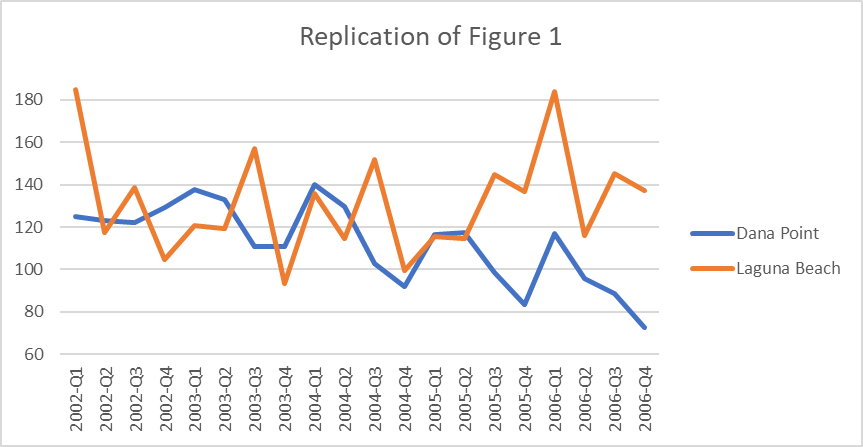 Replication of Figure 1
180
160
140
120
100
80
60
2002-Q1
2002-Q2
2002-Q3
2002-Q4
2003-Q1
2003-Q2
2003-Q3
2003-Q4
2004-Q1
2004-Q2
2004-Q3
2004-Q4
2005-Q1
2005-Q2
2005-Q3
2005-Q4
2006-Q1
2006-Q2
2006-Q3
2006-Q4
Dana Point
Laguna Beach